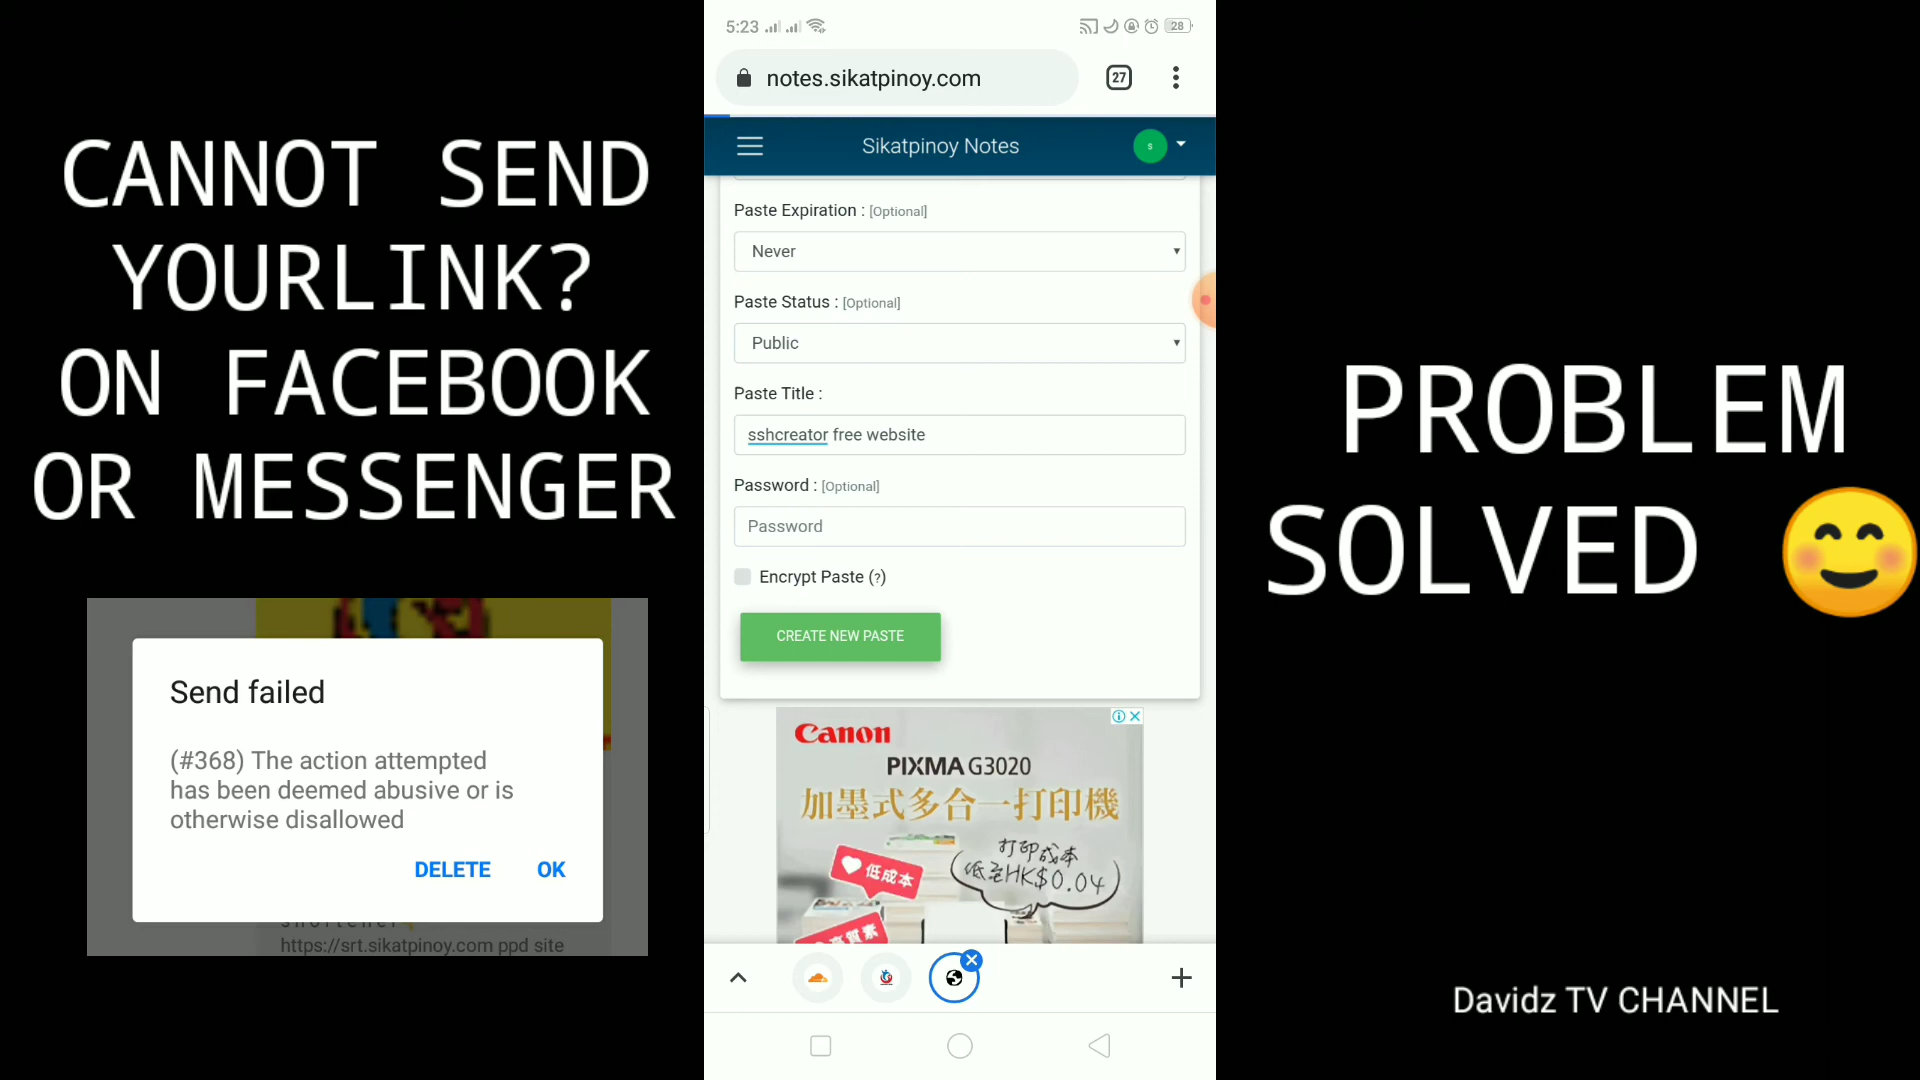 CANNOT SEND
YOURLINK?
ON FACEBOOK
OR MESSENGER
Send failed
(#368) The action attempted
has been deemed abusive or is
otherwise disallowed
DELETE OK
https://srt.sikatpinoy.com ppd site
5:23
28
notes.sikatpinoy.com
27
Sikatpinoy Notes
s
Paste Expiration : [Optional]
Never
Paste Status : [Optional]
Public
Paste Title :
sshcreator free website
Password : [Optional]
Password
Encrypt Paste (?)
CREATE NEW PASTE
Canon
PIXMA G3020
加墨式多合一打印機
打印成本
低至HK$0.04
低成本
高質素
PROBLEM
SOLVED 😊
Davidz TV CHANNEL